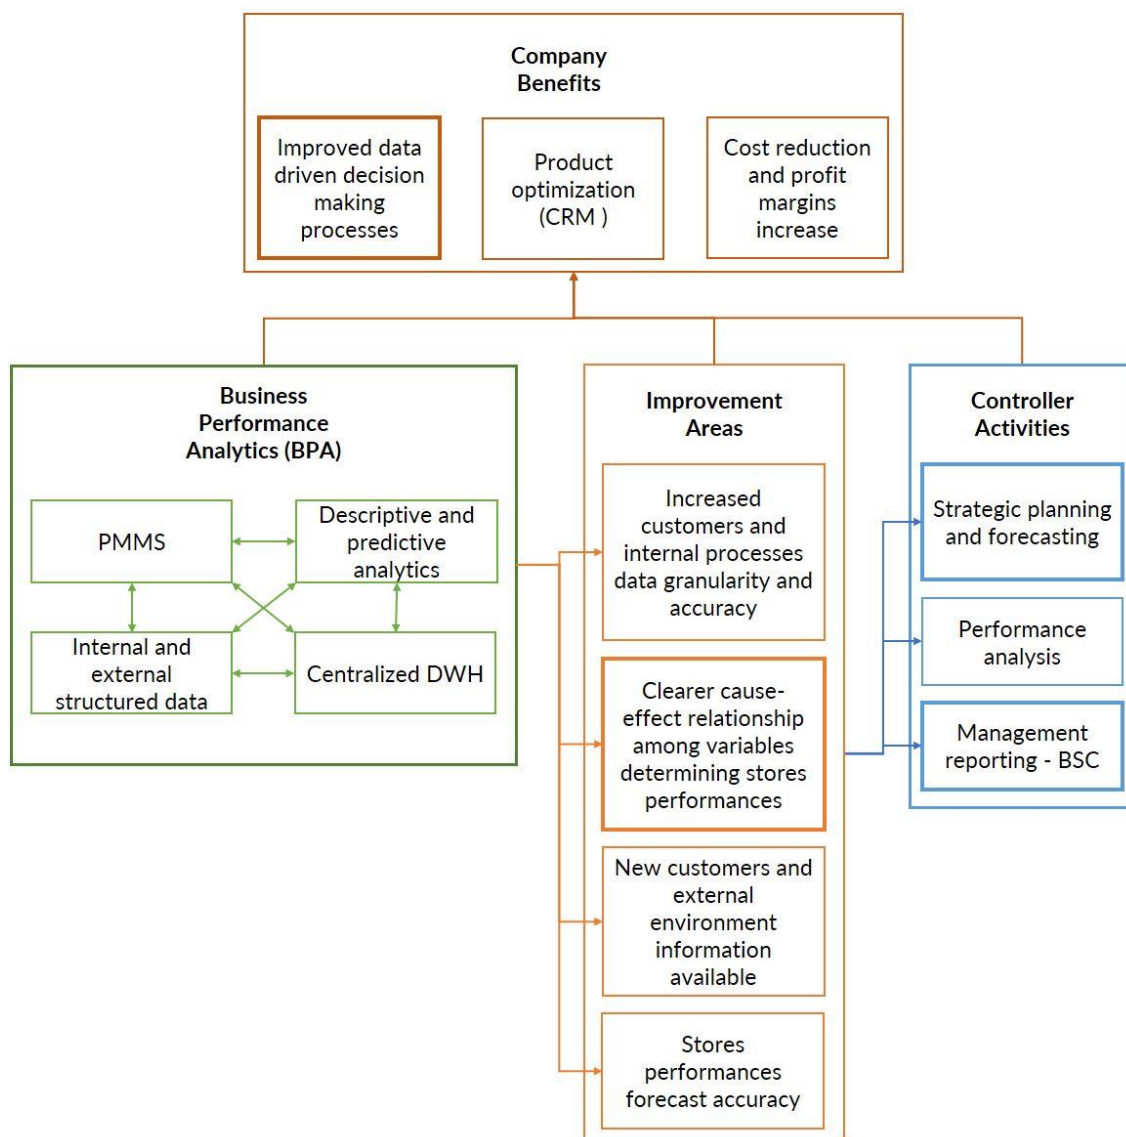 Company
Benefits
Improved data
driven decision
making
processes
Product
optimization
(CRM )
Cost reduction
and profit
margins
increase
Business
Performance
Analytics (BPA)
PMMS
Descriptive and
predictive
analytics
Internal and
external
structured data
Centralized DWH
Improvement
Areas
Increased
customers and
internal processes
data granularity and
accuracy
Clearer cause-
effect relationship
among variables
determining stores
performances
New customers and
external
environment
information
available
Stores
performances
forecast accuracy
Controller
Activities
Strategic planning
and forecasting
Performance
analysis
Management
reporting - BSC